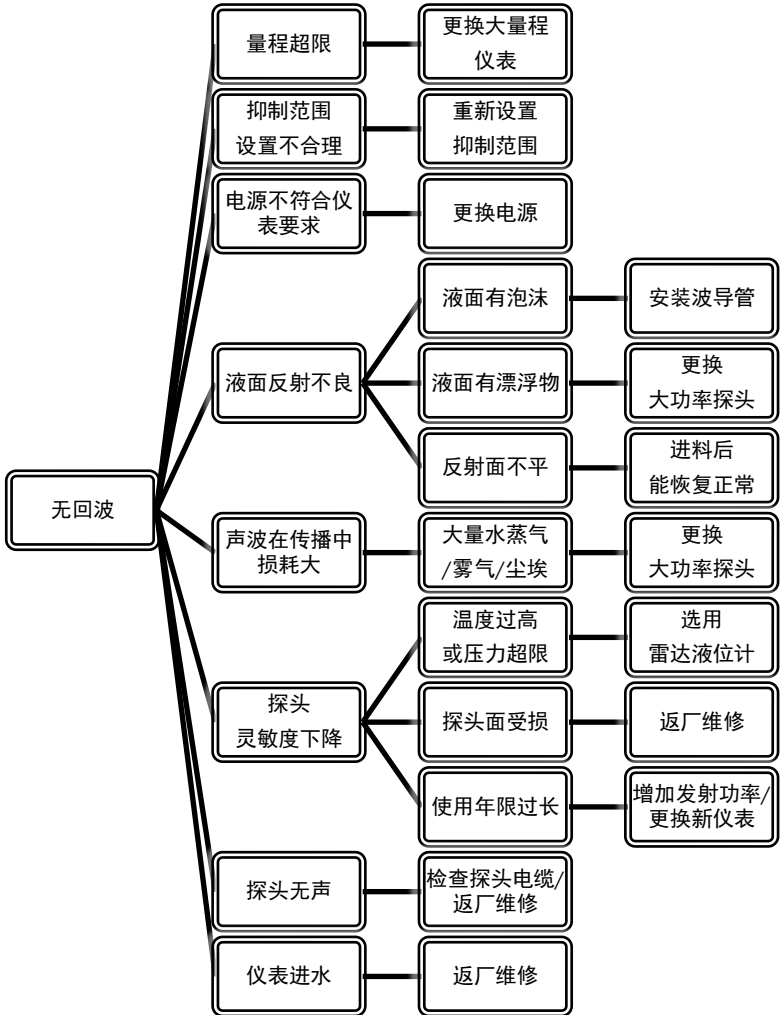 无回波
量程超限
更换大量程
仪表
抑制范围
设置不合理
重新设置
抑制范围
电源不符合仪
表要求
更换电源
液面反射不良
液面有泡沫
安装波导管
液面有漂浮物
更换
大功率探头
反射面不平
进料后
能恢复正常
声波在传播中
损耗大
大量水蒸气
/雾气/尘埃
更换
大功率探头
探头
灵敏度下降
温度过高
或压力超限
选用
雷达液位计
探头面受损
返厂维修
使用年限过长
增加发射功率/
更换新仪表
探头无声
检查探头电缆/
返厂维修
仪表进水
返厂维修